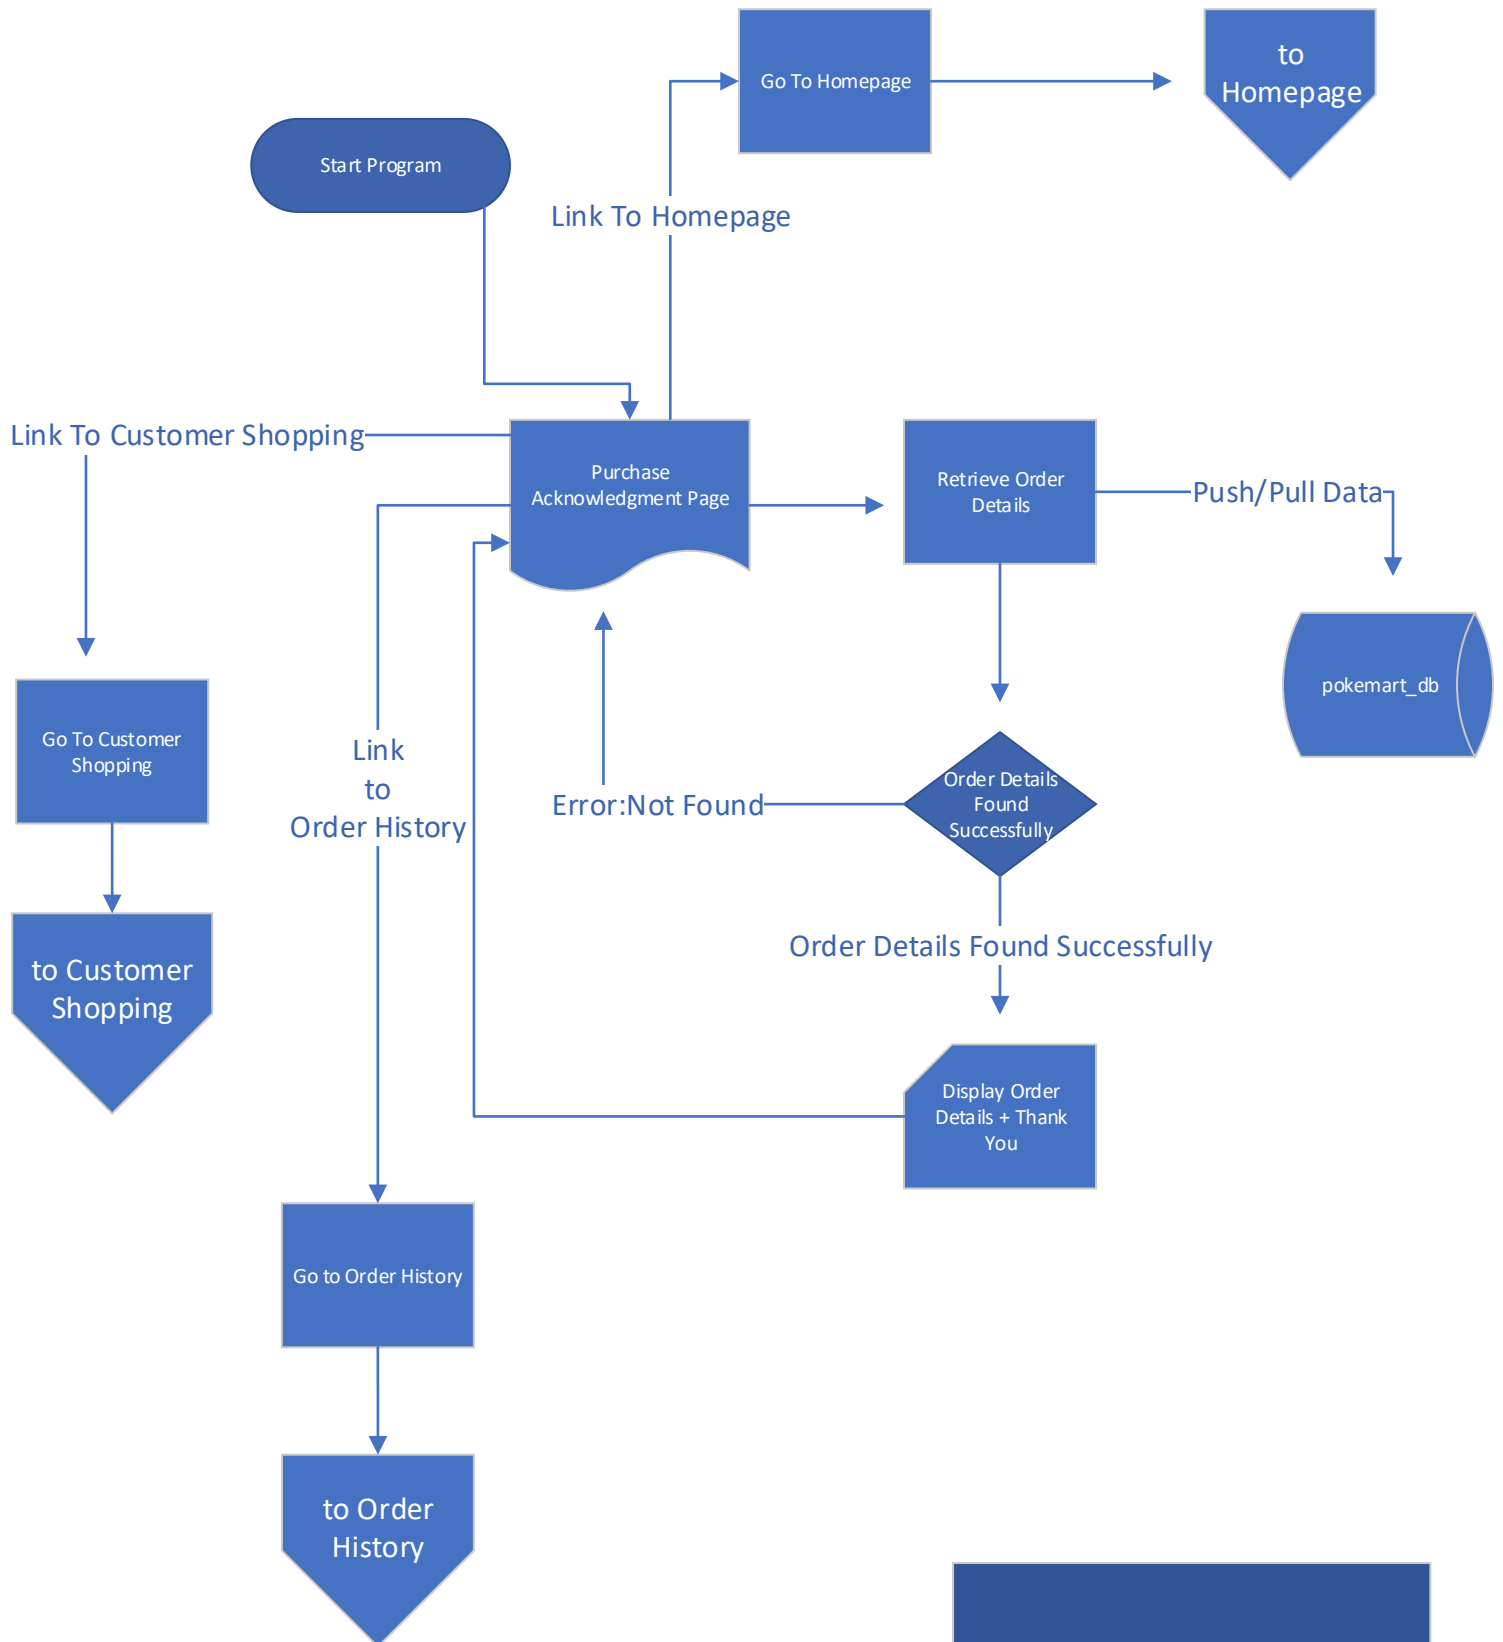 Go To Homepage
to
Homepage
Start Program
Link To Homepage
Link To Customer Shopping
Purchase
Acknowledgment Page
Retrieve Order
Details
Push/Pull Data
pokemart_db
Go To Customer
Shopping
Link
to
Order History
Error:Not Found
Order Details
Found
Successfully
Order Details Found Successfully
to Customer
Shopping
Display Order
Details + Thank
You
Go to Order History
to Order
History